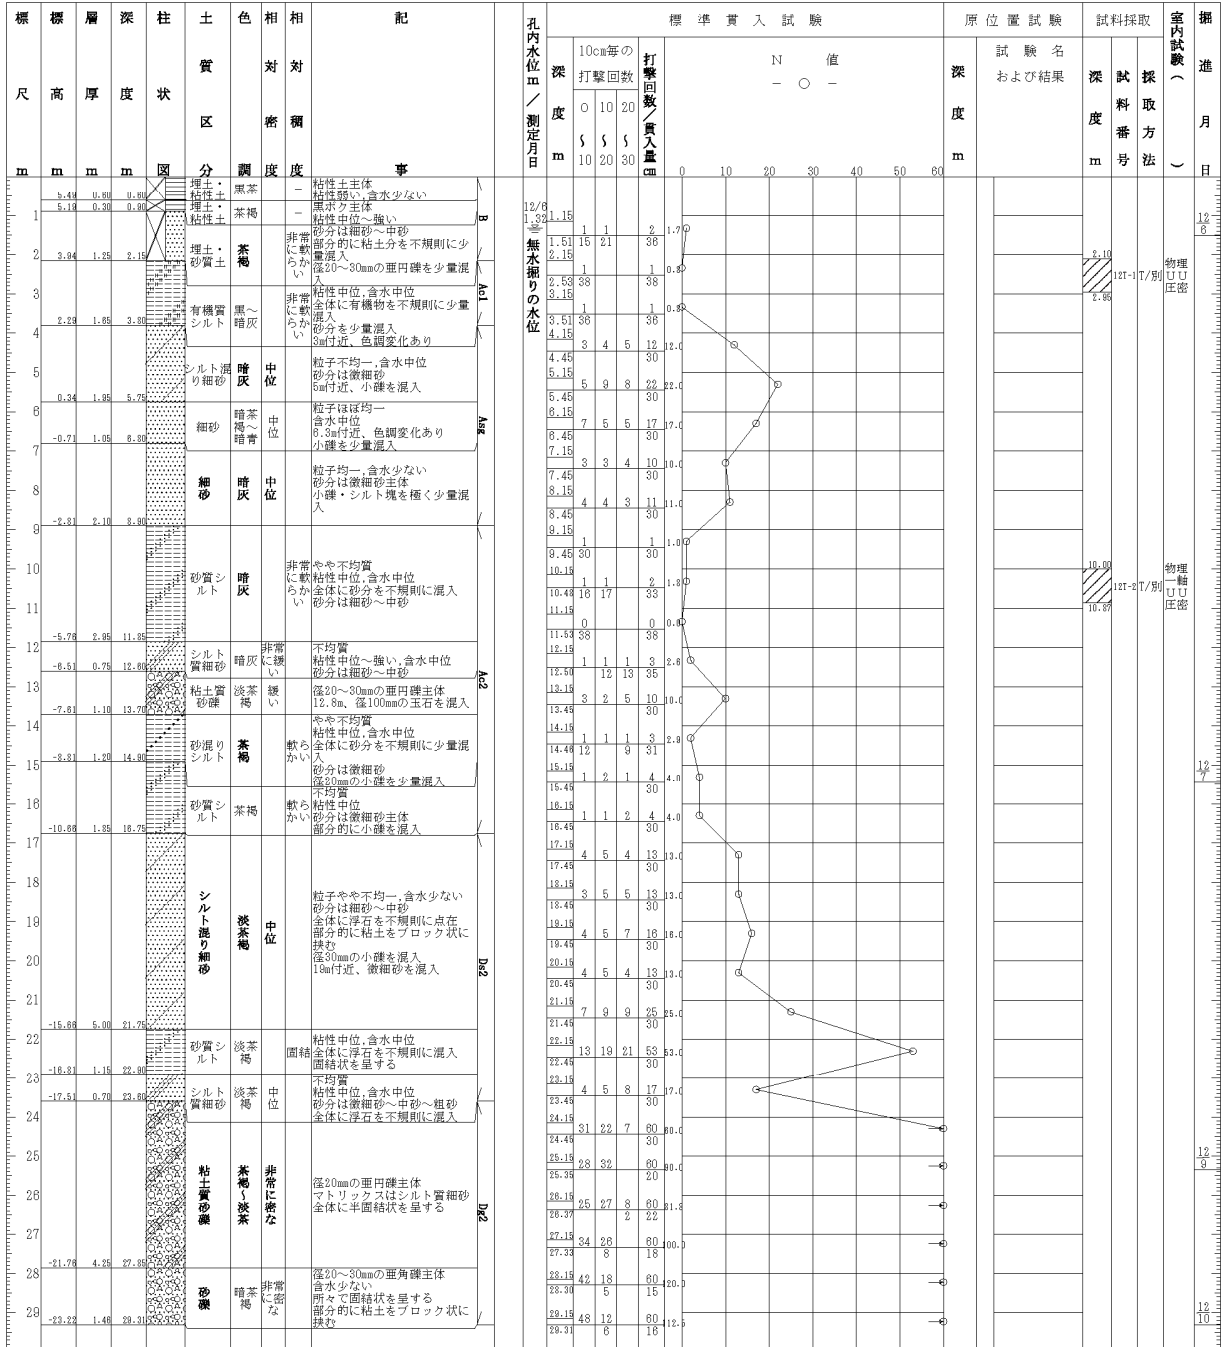 標尺 m
標高 m
層厚 m
深度 m
柱状図
土質区分
色調
相対密度
相対稠度
記事
孔内水位m/測定月日
標準貫入試験
深度 m
10cm毎の
打撃回数
0 10 20
〜 〜 〜
10 20 30
打撃回数/貫入量 cm
N 値
－ ○ －
0 10 20 30 40 50 60
原位置試験
深度 m
試験名
および結果
試料採取
深度 m
試料番号
採取方法
室内試験( )
掘進月日
5.49 0.60 0.60
埋土・粘性土
黒茶
－
粘性土主体
粘性弱い,含水少ない
5.19 0.30 0.90
埋土・粘性土
茶褐
－
黒ボク主体
粘性中位〜強い
3.94 1.25 2.15
埋土・砂質土
茶褐
非常に軟らかい
砂分は細砂〜中砂
部分的に粘土分を不規則に少
量混入
径20〜30mmの亜円礫を少量混
入
B
2.29 1.65 3.80
有機質シルト
黒〜暗灰
非常に軟らかい
粘性中位,含水中位
全体に有機物を不規則に少量
混入
砂分を少量混入
3m付近、色調変化あり
Ac1
0.34 1.95 5.75
シルト混り細砂
暗灰
中位
粒子不均一,含水中位
砂分は微細砂
5m付近、小礫を混入
-0.71 1.05 6.80
細砂
暗茶褐〜暗青
中位
粒子ほぼ均一
含水中位
6.3m付近、色調変化あり
小礫を少量混入
Asg
-2.81 2.10 8.90
細砂
暗灰
中位
粒子均一,含水少ない
砂分は微細砂主体
小礫・シルト塊を極く少量混
入
-5.76 2.95 11.85
砂質シルト
暗灰
非常に軟らかい
やや不均質
粘性中位,含水中位
全体に砂分を不規則に混入
砂分は細砂〜中砂
-6.51 0.75 12.60
シルト質細砂
暗灰
非常に緩い
不均質
粘性中位〜強い,含水中位
砂分は細砂〜中砂
Ac2
-7.61 1.10 13.70
粘土質砂礫
淡茶褐
緩い
径20〜30mmの亜円礫主体
12.8m、径100mmの玉石を混入
-8.81 1.20 14.90
砂混りシルト
茶褐
軟らかい
やや不均質
粘性中位,含水中位
全体に砂分を不規則に少量混
入
砂分は微細砂
径20mmの小礫を少量混入
-10.66 1.85 16.75
砂質シルト
茶褐
軟らかい
不均質
粘性中位
砂分は微細砂主体
部分的に小礫を混入
-15.66 5.00 21.75
シルト混り細砂
淡茶褐
中位
粒子やや不均一,含水少ない
砂分は細砂〜中砂
全体に浮石を不規則に点在
部分的に粘土をブロック状に
挟む
径30mmの小礫を混入
19m付近、微細砂を混入
Ds2
-16.81 1.15 22.90
砂質シルト
淡茶褐
固結
粘性中位,含水中位
全体に浮石を不規則に混入
固結状を呈する
-17.51 0.70 23.60
シルト質細砂
淡茶褐
中位
不均質
粘性中位,含水中位
砂分は微細砂〜中砂〜粗砂
全体に浮石を不規則に混入
-21.76 4.25 27.85
粘土質砂礫
茶褐〜淡茶
非常に密な
径20mmの亜円礫主体
マトリックスはシルト質細砂
全体に半固結状を呈する
Dg2
-23.22 1.46 29.31
砂礫
暗茶褐
非常に密な
径20〜30mmの亜角礫主体
含水少ない
所々で固結状を呈する
部分的に粘土をブロック状に
挟む
1 2 3 4 5 6 7 8 9 10 11 12 13 14 15 16 17 18 19 20 21 22 23 24 25 26 27 28 29
12/6
1.32
無水掘りの水位
1.15 1 1 2 1.7
1.51 15 21 36
2.15 1 1 0.8
2.53 38 38
3.15 1 1 0.8
3.51 36 36
4.15 3 4 5 12 12.0
4.45 30
5.15 5 9 8 22 22.0
5.45 30
6.15 7 5 5 17 17.0
6.45 30
7.15 3 3 4 10 10.0
7.45 30
8.15 4 4 3 11 11.0
8.45 30
9.15 1 1 1.0
9.45 30 30
10.15 1 1 2 1.8
10.48 16 17 33
11.15 0 0 0.8
11.53 38 38
12.15 1 1 1 3 2.6
12.50 12 13 35
13.15 3 2 5 10 10.0
13.45 30
14.15 1 1 1 3 2.9
14.46 12 9 31
15.15 1 2 1 4 4.0
15.45 30
16.15 1 1 2 4 4.0
16.45 30
17.15 4 5 4 13 13.0
17.45 30
18.15 3 5 5 13 13.0
18.45 30
19.15 4 5 7 16 16.0
19.45 30
20.15 4 5 4 13 13.0
20.45 30
21.15 7 9 9 25 25.0
21.45 30
22.15 13 19 21 53 53.0
22.45 30
23.15 4 5 8 17 17.0
23.45 30
24.15 31 22 7 60 60.0
24.45 30
25.15 28 32 60 90.0
25.35 20
26.15 25 27 8 60 81.8
26.37 2 22
27.15 34 26 60 100.0
27.33 8 18
28.15 42 18 60 120.0
28.30 5 15
29.15 48 12 60 112.5
29.31 6 16
2.10
2.95
12T-1 T/別
物理
UU
圧密
10.00
10.87
12T-2 T/別
物理
一軸
UU
圧密
12/6
12/7
12/9
12/10